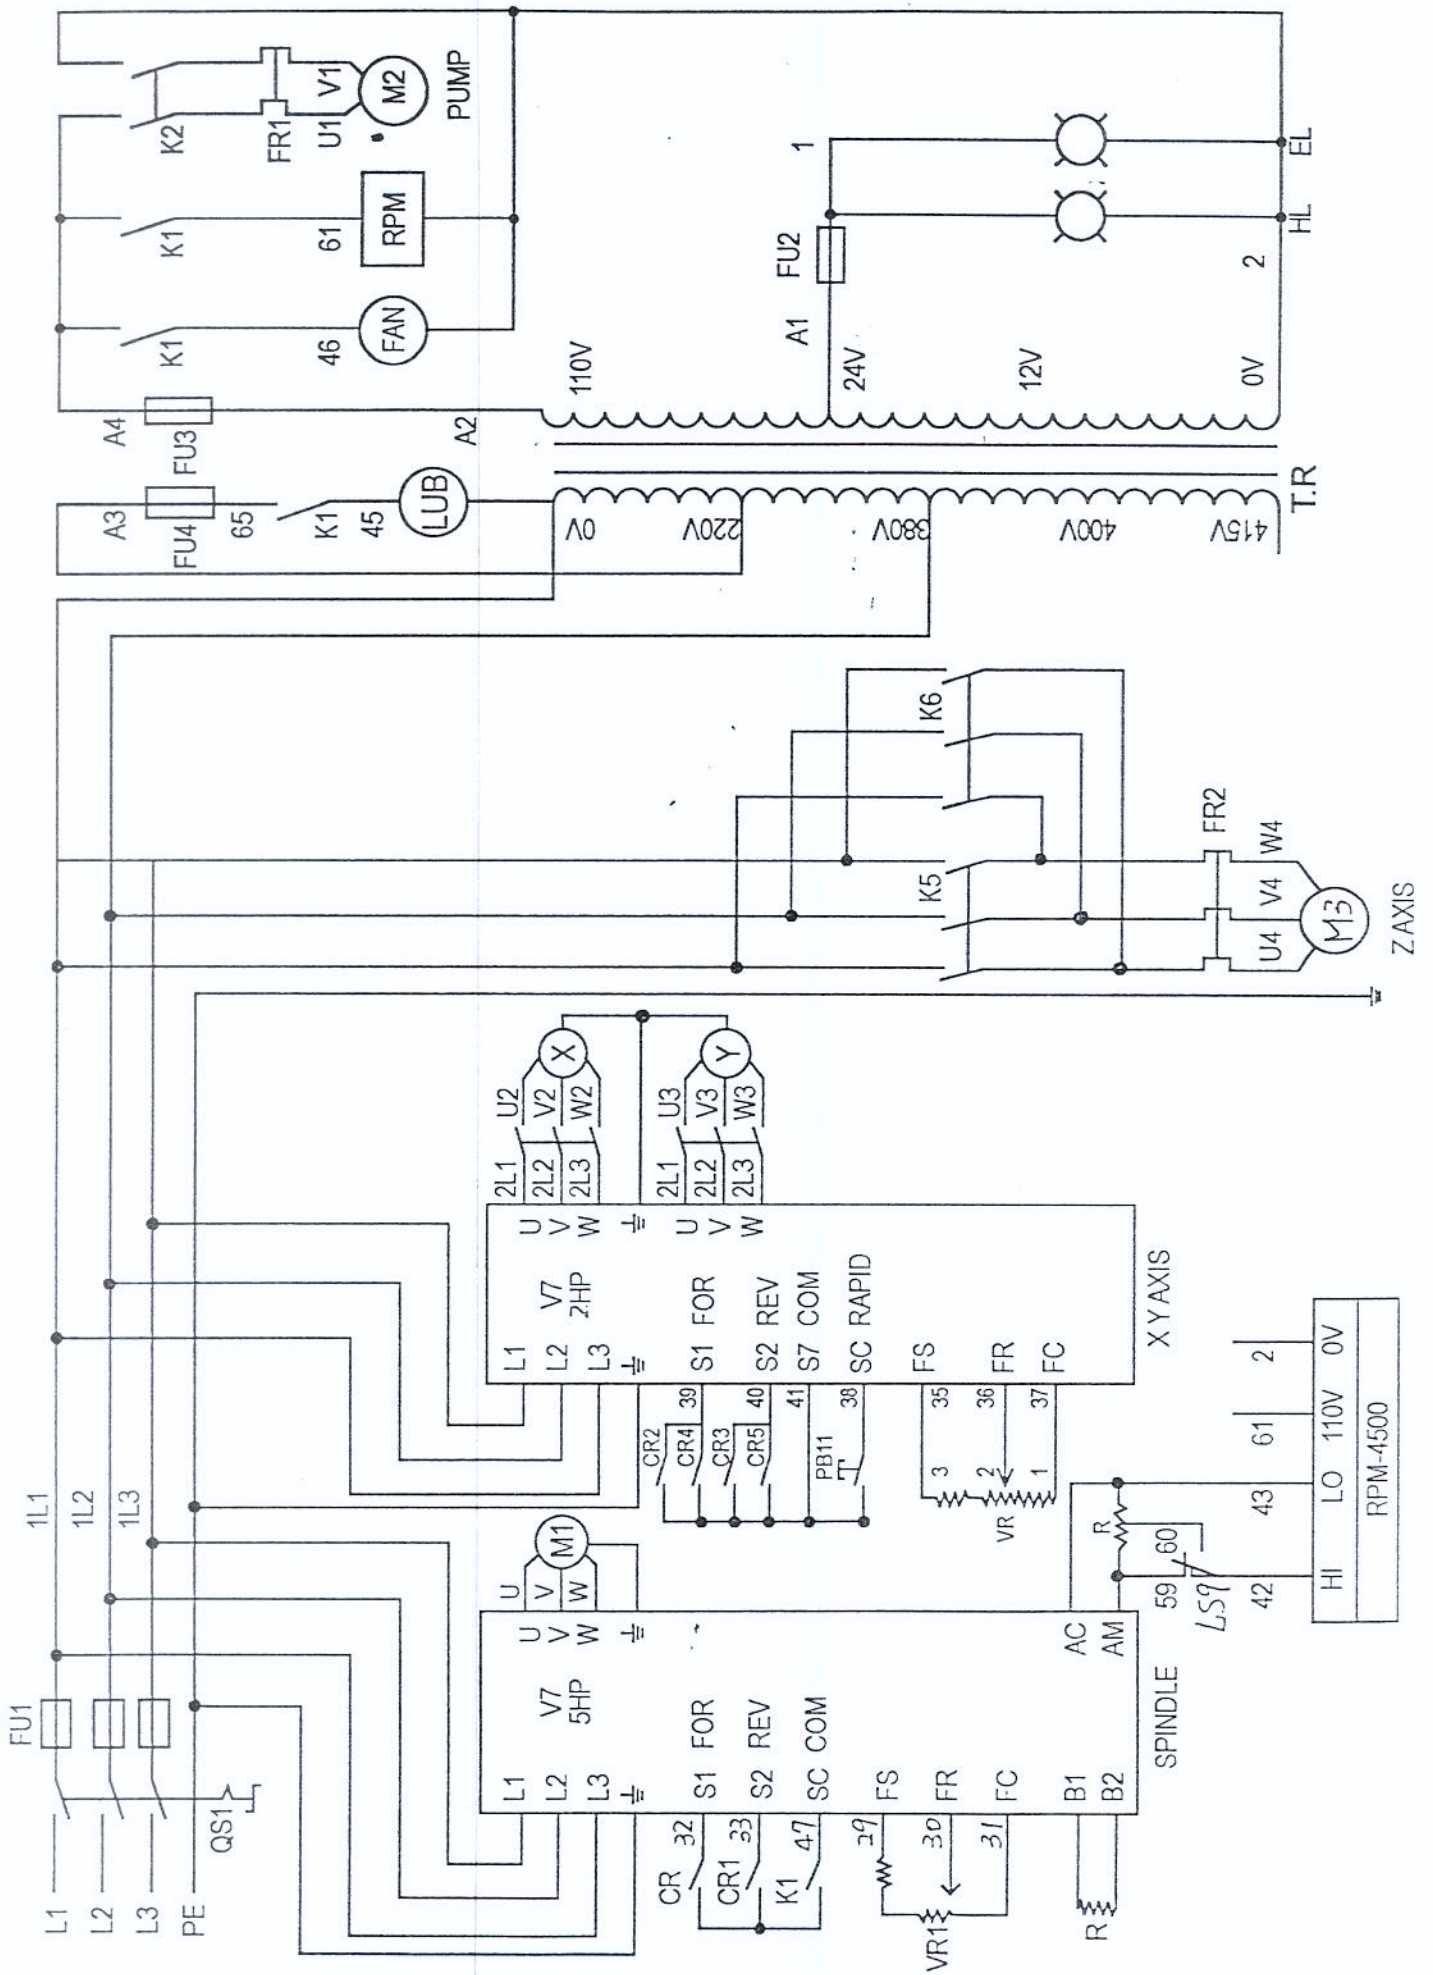 L1
L2
L3
PE
QS1
FU1
1L1
1L2
1L3
L1
L2
L3
V7
5HP
U
V
W
U
V
W
M1
S1 FOR
S2 REV
SC COM
CR
32
CR1
33
K1
47
FS
FR
FC
29
30
31
VR1
B1
B2
R
AC
AM
SPINDLE
59
60
LS9
R
42
43
61
2
HI
LO
110V
0V
RPM-4500
L1
L2
L3
V7
2HP
U
V
W
U
V
W
2L1
2L2
2L3
U2
V2
W2
X
2L1
2L2
2L3
U3
V3
W3
Y
S1 FOR
S2 REV
S7 COM
SC RAPID
CR2
CR4
CR3
CR5
PB11
39
40
41
38
FS
FR
FC
35
36
37
3
2
1
VR
X Y AXIS
K5
K6
FR2
U4
V4
W4
M3
Z AXIS
A3
FU4
65
K1
45
LUB
0V
220V
380V
400V
415V
T.R
A4
FU3
A2
110V
24V
12V
0V
A1
FU2
1
2
HL
EL
K1
46
FAN
K1
61
RPM
K2
FR1
U1
V1
M2
PUMP